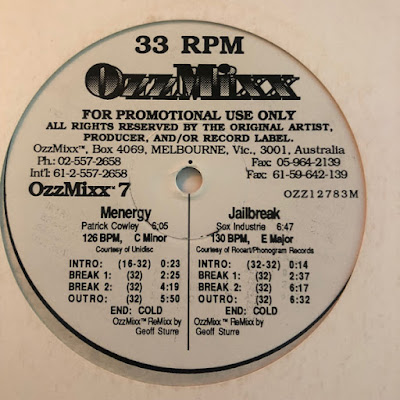 33 RPM
OzzMixx
FOR PROMOTIONAL USE ONLY
ALL RIGHTS RESERVED BY THE ORIGINAL ARTIST,
PRODUCER, AND/OR RECORD LABEL.
OzzMixx™, Box 4069, MELBOURNE, Vic., 3001, Australia
Ph.: 02-557-2658 Fax: 05-964-2139
Int'l: 61-2-557-2658 Fax: 61-59-642-139
OzzMixx™ 7 OZZ12783M
Menergy
Patrick Cowley 6:05
126 BPM, C Minor
Courtesy of Unidisc
INTRO: (16-32) 0:23
BREAK 1: (32) 2:25
BREAK 2: (32) 4:19
OUTRO: (32) 5:50
END: COLD
OzzMixx™ ReMixx by
Geoff Sturre
Jailbreak
Sox Industrie 6:47
130 BPM, E Major
Courtesy of Rooart/Phonogram Records
INTRO: (32-32) 0:14
BREAK 1: (32) 2:37
BREAK 2: (32) 6:17
OUTRO: (32) 6:32
END: COLD
OzzMixx™ ReMixx by
Geoff Sturre